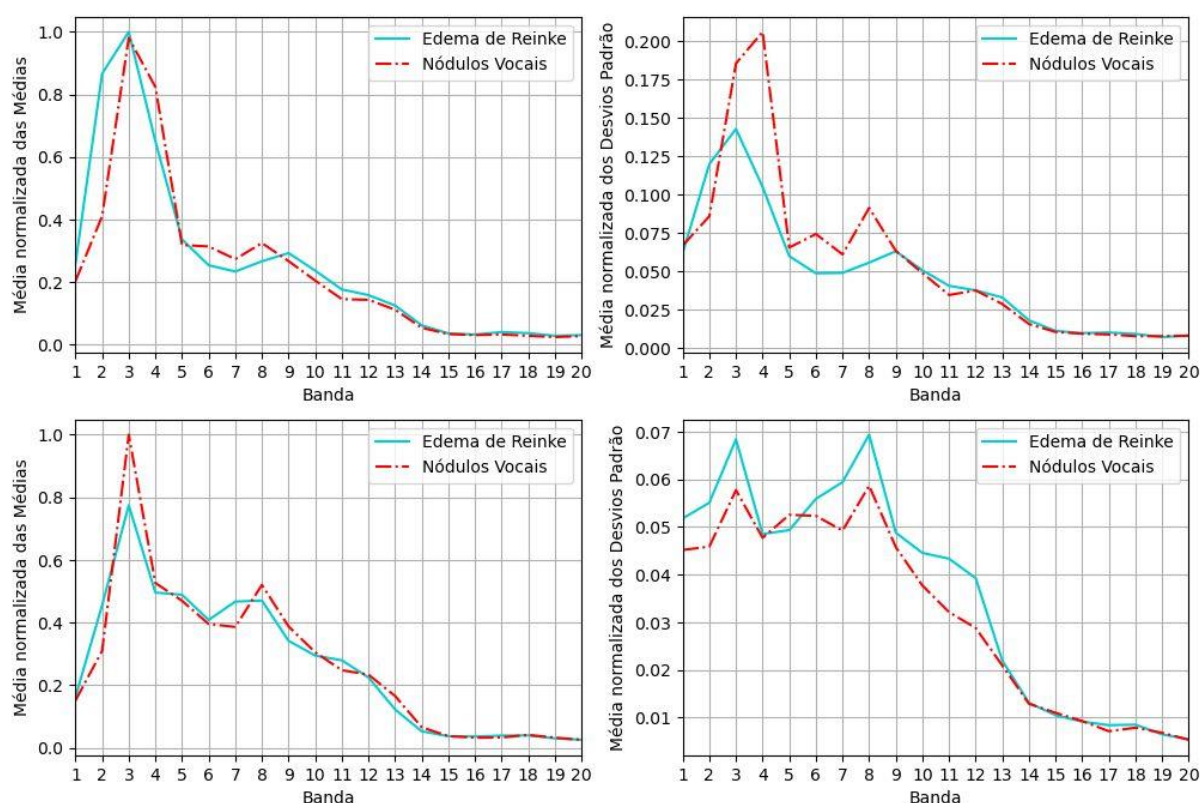 Média normalizada das Médias
1.0
0.8
0.6
0.4
0.2
0.0
Edema de Reinke
Nódulos Vocais
1 2 3 4 5 6 7 8 9 10 11 12 13 14 15 16 17 18 19 20
Banda
Média normalizada dos Desvios Padrão
0.200
0.175
0.150
0.125
0.100
0.075
0.050
0.025
0.000
Edema de Reinke
Nódulos Vocais
1 2 3 4 5 6 7 8 9 10 11 12 13 14 15 16 17 18 19 20
Banda
Média normalizada das Médias
1.0
0.8
0.6
0.4
0.2
0.0
Edema de Reinke
Nódulos Vocais
1 2 3 4 5 6 7 8 9 10 11 12 13 14 15 16 17 18 19 20
Banda
Média normalizada dos Desvios Padrão
0.07
0.06
0.05
0.04
0.03
0.02
0.01
Edema de Reinke
Nódulos Vocais
1 2 3 4 5 6 7 8 9 10 11 12 13 14 15 16 17 18 19 20
Banda